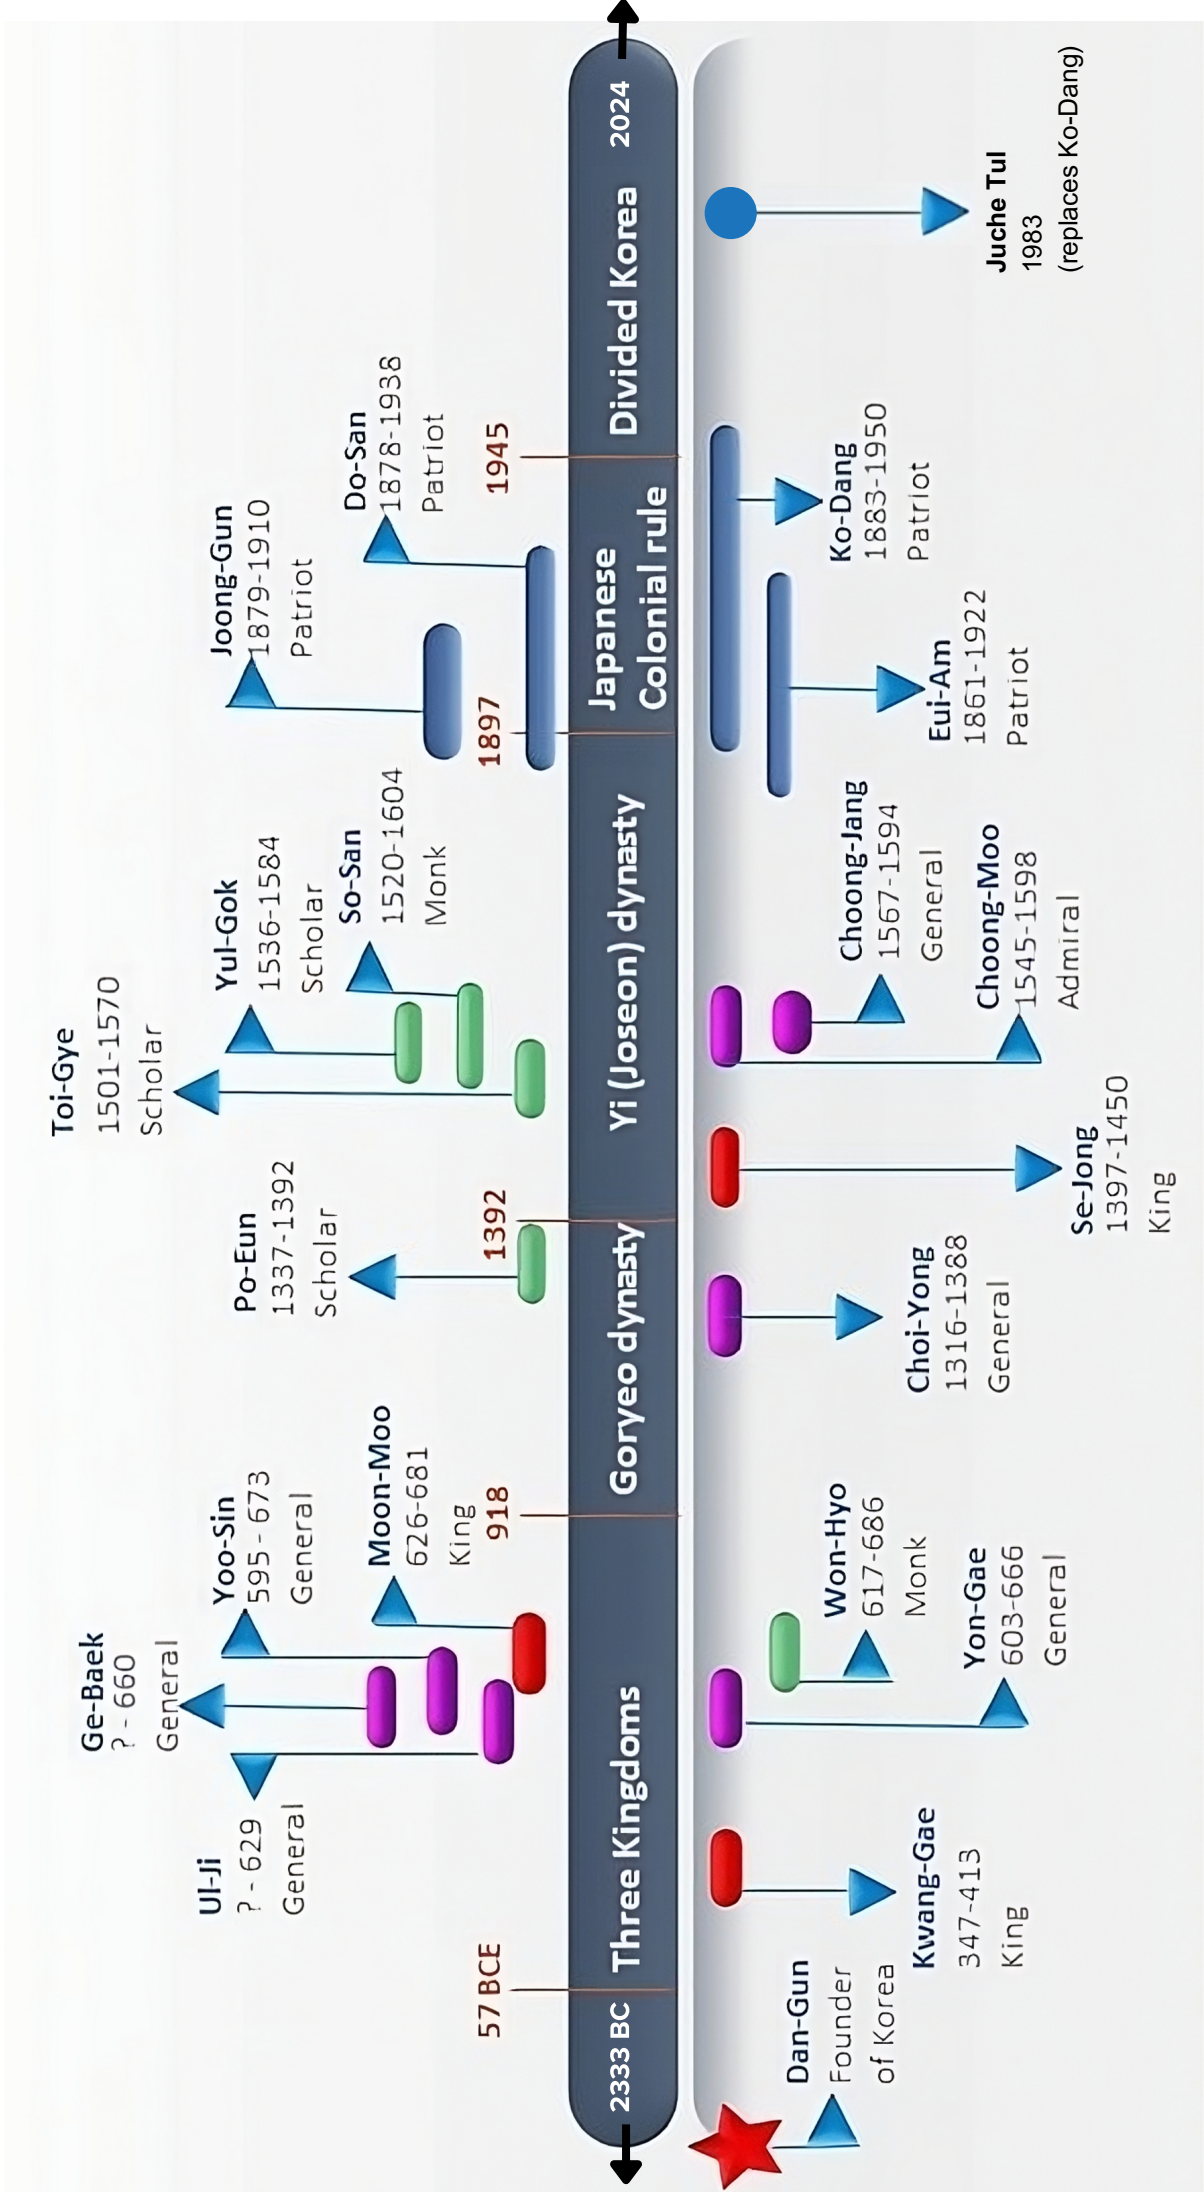 Ul-Ji
? - 629
General
Ge-Baek
? - 660
General
Yoo-Sin
595 - 673
General
Moon-Moo
626-681
King
Po-Eun
1337-1392
Scholar
Toi-Gye
1501-1570
Scholar
Yul-Gok
1536-1584
Scholar
So-San
1520-1604
Monk
Joong-Gun
1879-1910
Patriot
Do-San
1878-1938
Patriot
57 BCE
918
1392
1897
1945
2333 BC
Three Kingdoms
Goryeo dynasty
Yi (Joseon) dynasty
Japanese
Colonial rule
Divided Korea
2024
Dan-Gun
Founder
of Korea
Kwang-Gae
347-413
King
Yon-Gae
603-666
General
Won-Hyo
617-686
Monk
Choi-Yong
1316-1388
General
Se-Jong
1397-1450
King
Choong-Moo
1545-1598
Admiral
Choong-Jang
1567-1594
General
Eui-Am
1861-1922
Patriot
Ko-Dang
1883-1950
Patriot
Juche Tul
1983
(replaces Ko-Dang)